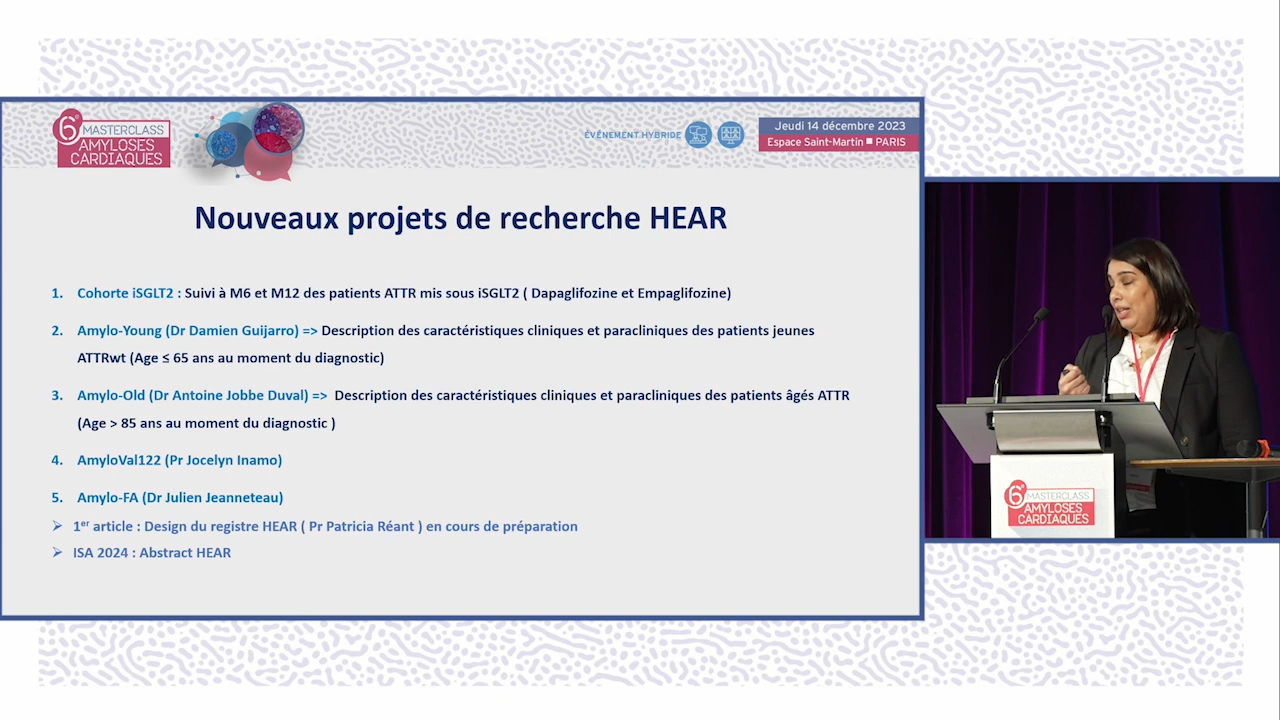 6e
MASTERCLASS
AMYLOSES
CARDIAQUES
ÉVÉNEMENT HYBRIDE
Jeudi 14 décembre 2023
Espace Saint-Martin ■ PARIS
Nouveaux projets de recherche HEAR
1. Cohorte iSGLT2 : Suivi à M6 et M12 des patients ATTR mis sous iSGLT2 ( Dapaglifozine et Empaglifozine)
2. Amylo-Young (Dr Damien Guijarro) => Description des caractéristiques cliniques et paracliniques des patients jeunes
ATTRwt (Age ≤ 65 ans au moment du diagnostic)
3. Amylo-Old (Dr Antoine Jobbe Duval) => Description des caractéristiques cliniques et paracliniques des patients âgés ATTR
(Age > 85 ans au moment du diagnostic )
4. AmyloVal122 (Pr Jocelyn Inamo)
5. Amylo-FA (Dr Julien Jeanneteau)
➢ 1er article : Design du registre HEAR ( Pr Patricia Réant ) en cours de préparation
➢ ISA 2024 : Abstract HEAR
6e
MASTERCLASS
AMYLOSES
CARDIAQUES